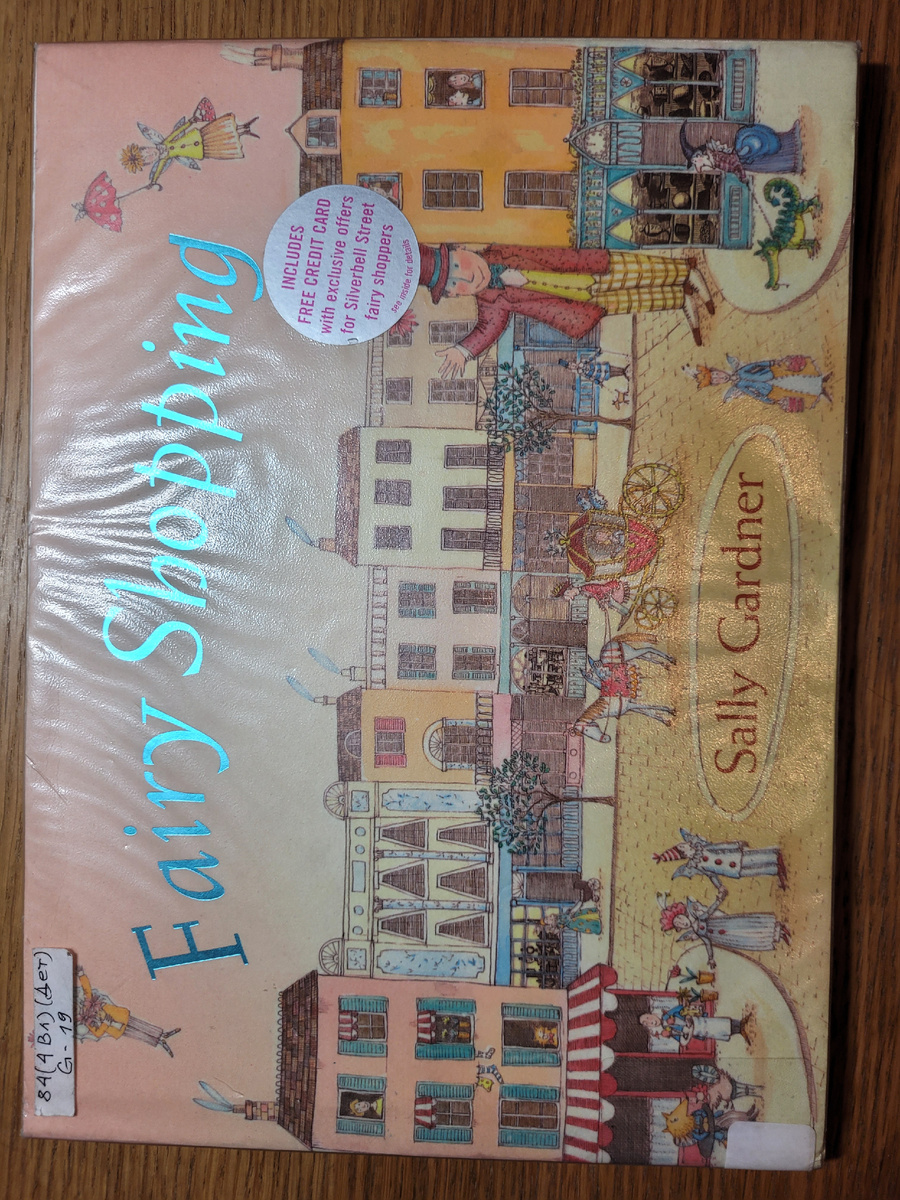 84(4Вл)(Дет)
G-19
Fairy Shopping
INCLUDES
FREE CREDIT CARD
with exclusive offers
for Silverbell Street
fairy shoppers
see inside for details
Sally Gardner